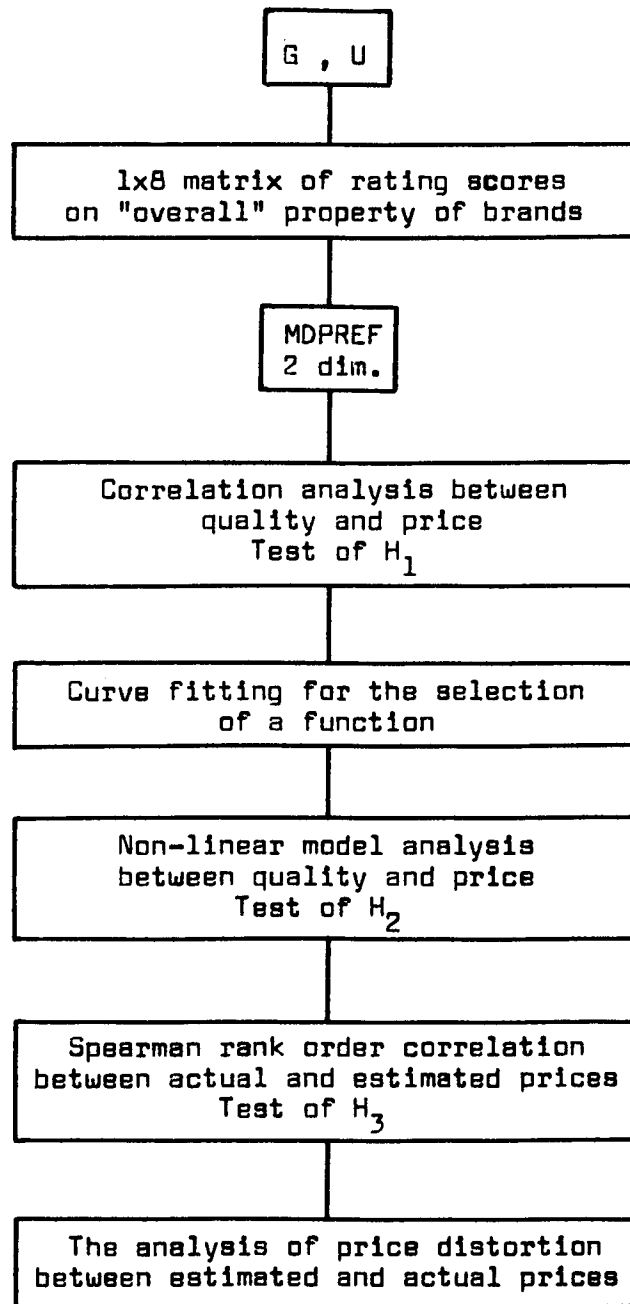 G , U
1x8 matrix of rating scores
on "overall" property of brands
MDPREF
2 dim.
Correlation analysis between
quality and price
Test of H1
Curve fitting for the selection
of a function
Non-linear model analysis
between quality and price
Test of H2
Spearman rank order correlation
between actual and estimated prices
Test of H3
The analysis of price distortion
between estimated and actual prices